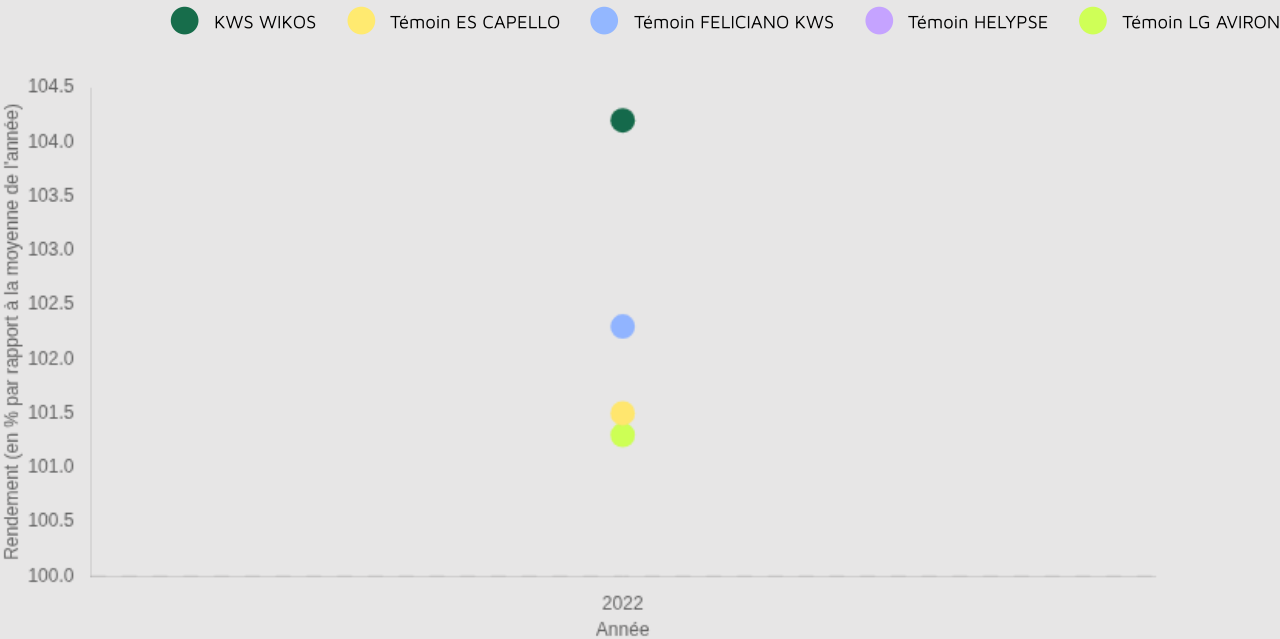 KWS WIKOS
Témoin ES CAPELLO
Témoin FELICIANO KWS
Témoin HELYPSE
Témoin LG AVIRON
Rendement (en % par rapport à la moyenne de l'année)
104.5
104.0
103.5
103.0
102.5
102.0
101.5
101.0
100.5
100.0
2022
Année